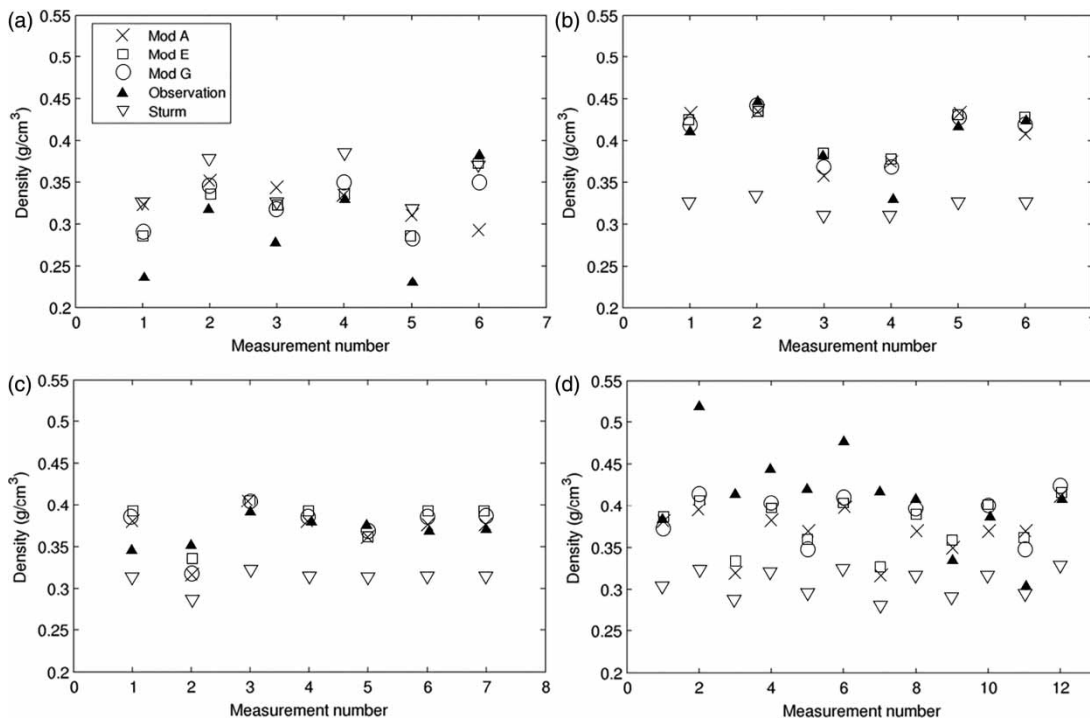 (a)
0.55
0.5
0.45
0.4
0.35
0.3
0.25
0.2
Density (g/cm³)
Mod A
Mod E
Mod G
Observation
Sturm
0 1 2 3 4 5 6 7
Measurement number
(b)
0.55
0.5
0.45
0.4
0.35
0.3
0.25
0.2
Density (g/cm³)
0 1 2 3 4 5 6 7
Measurement number
(c)
0.55
0.5
0.45
0.4
0.35
0.3
0.25
0.2
Density (g/cm³)
0 1 2 3 4 5 6 7 8
Measurement number
(d)
0.55
0.5
0.45
0.4
0.35
0.3
0.25
0.2
Density (g/cm³)
0 2 4 6 8 10 12
Measurement number